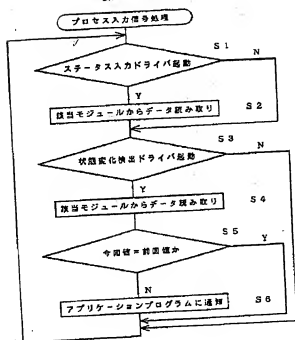 プロセス入力信号処理
S1
N
ステータス入力ドライバ起動
Y
該当モジュールからデータ読み取り
S2
S3
N
状態変化検出ドライバ起動
Y
該当モジュールからデータ読み取り
S4
S5
Y
今回値=前回値か
N
アプリケーションプログラムに通知
S6